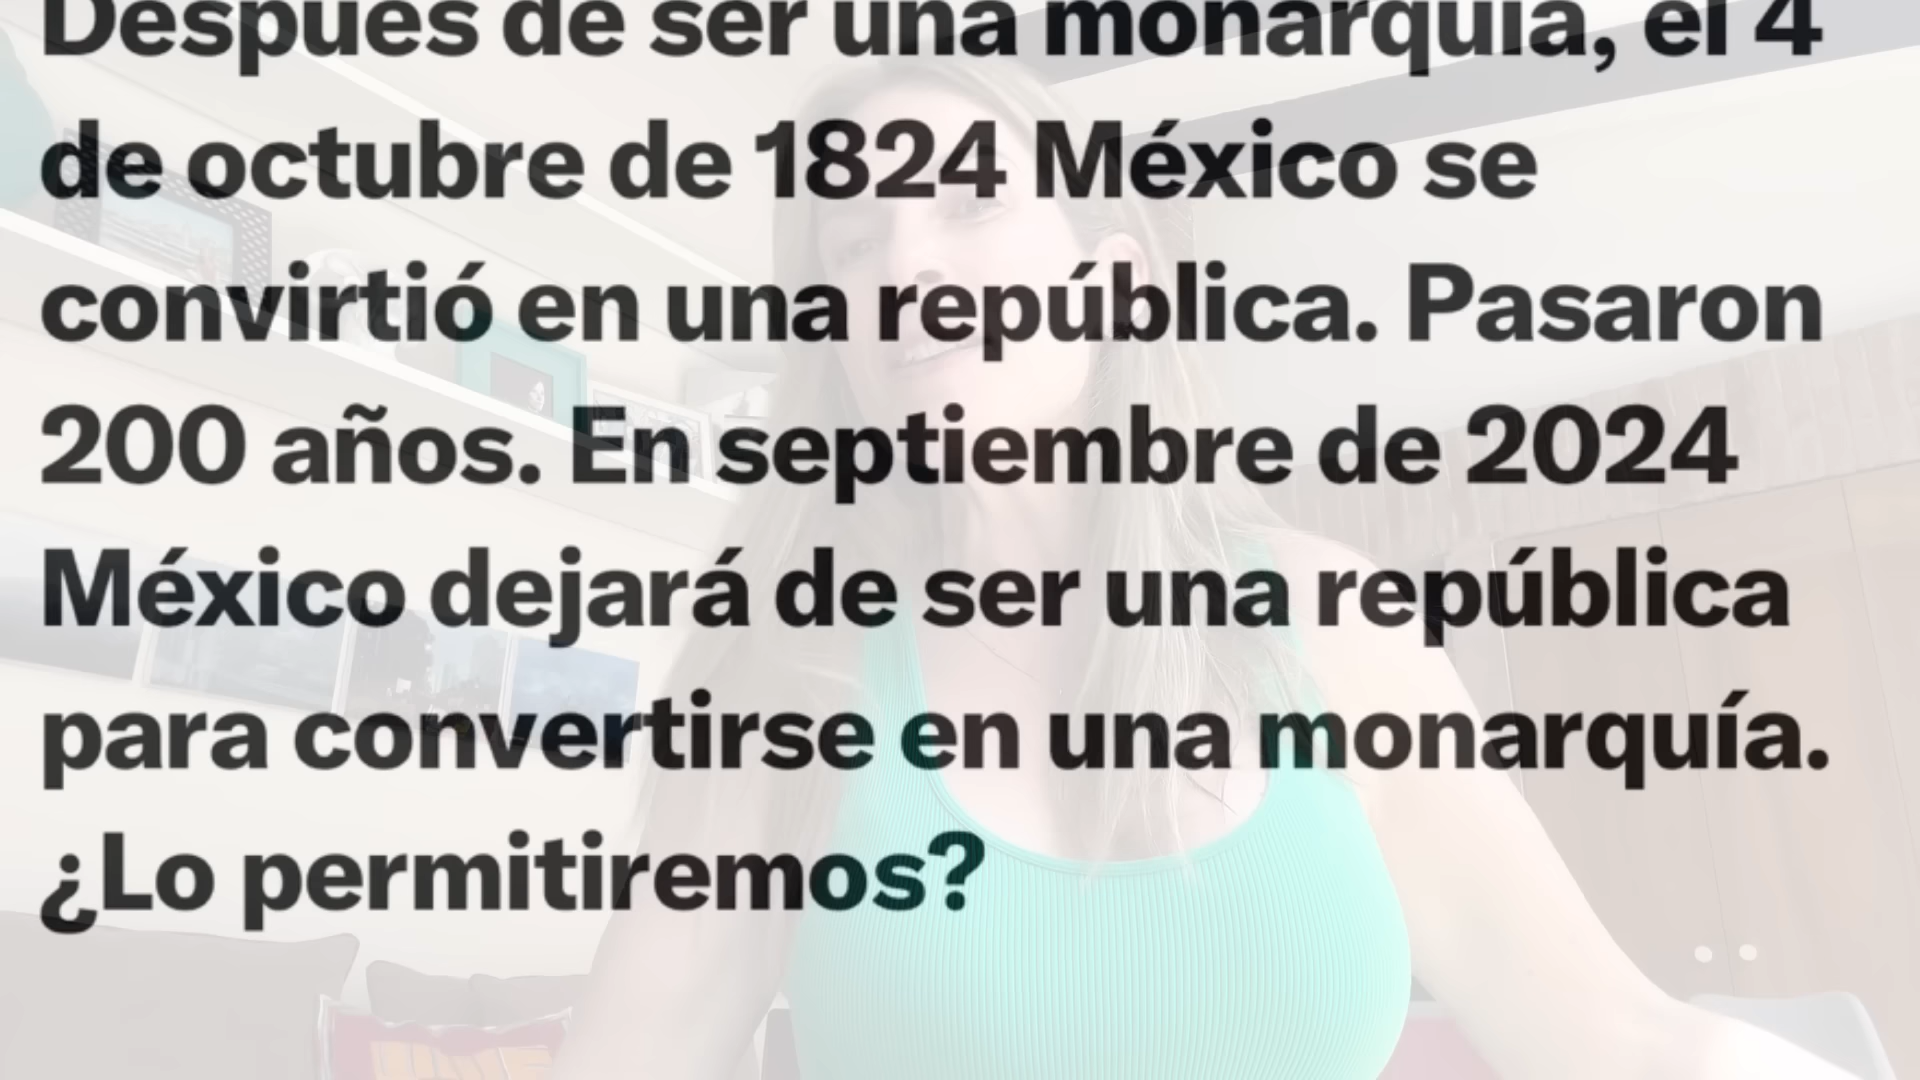 Después de ser una monarquía, el 4
de octubre de 1824 México se
convirtió en una república. Pasaron
200 años. En septiembre de 2024
México dejará de ser una república
para convertirse en una monarquía.
¿Lo permitiremos?